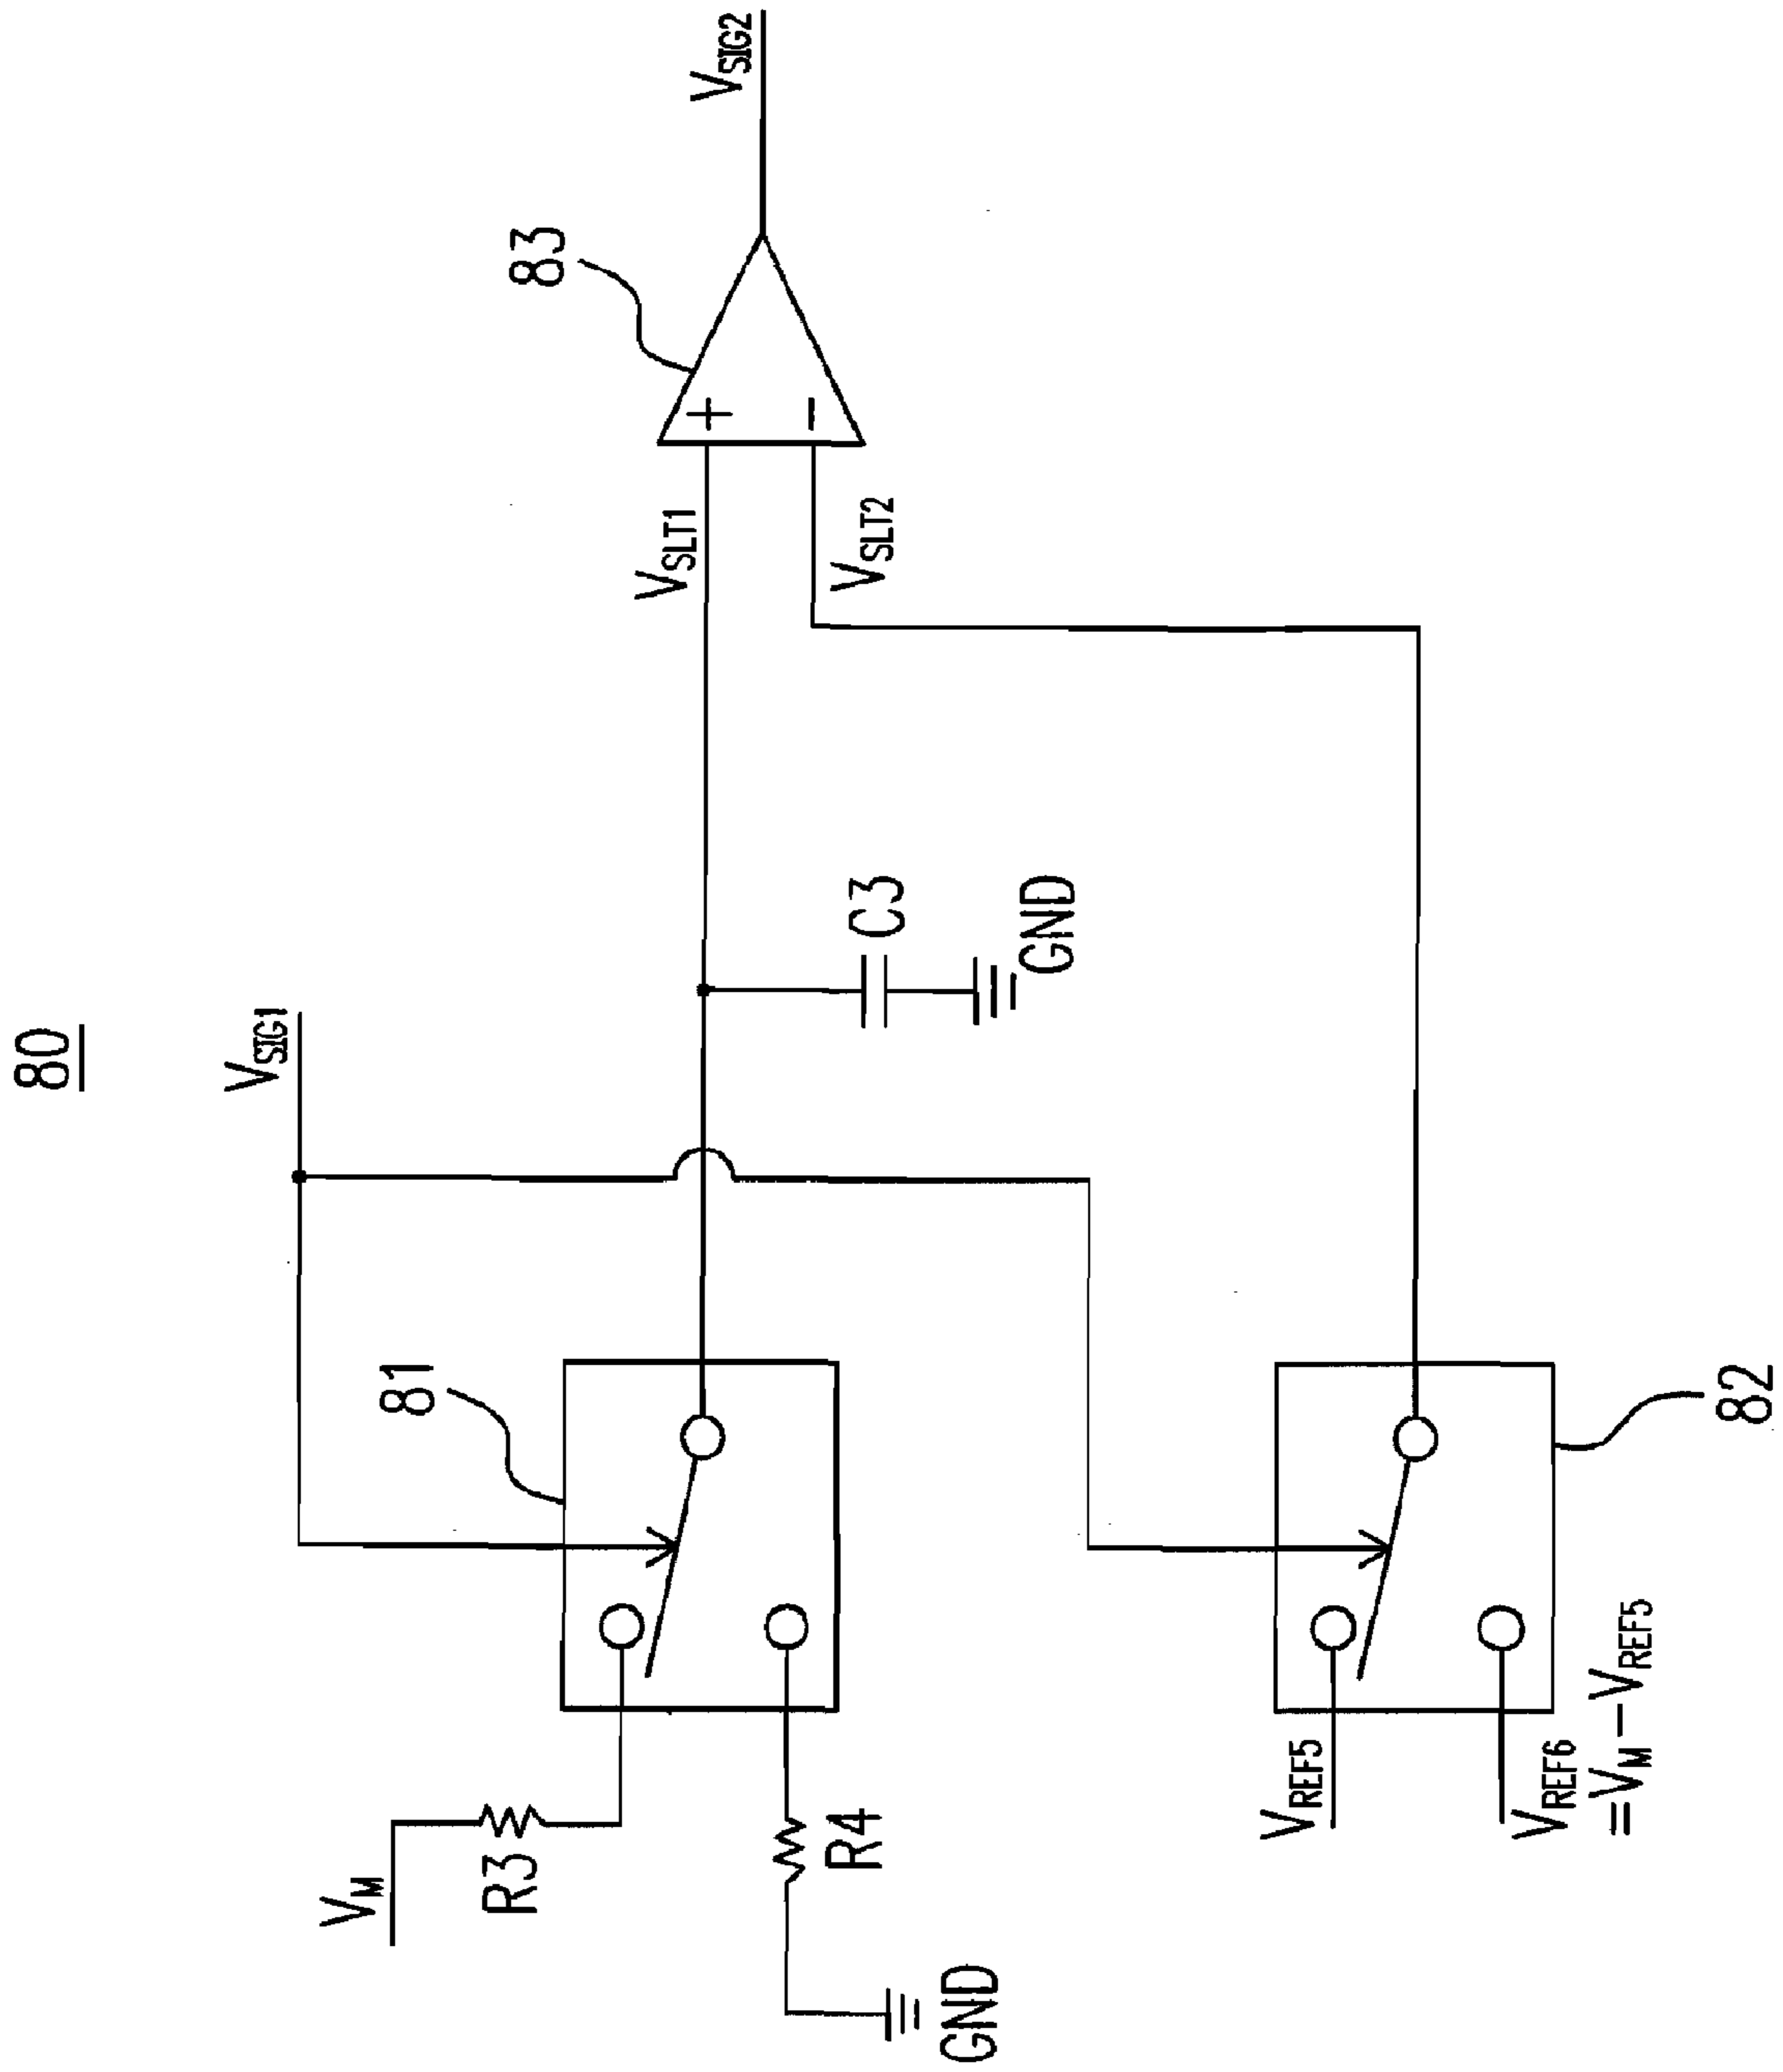 80
VSIG1
VM
R3
81
R4
GND
C3
GND
VSLT1
VSLT2
+
−
83
VSIG2
VREF5
VREF6
=VM−VREF5
82